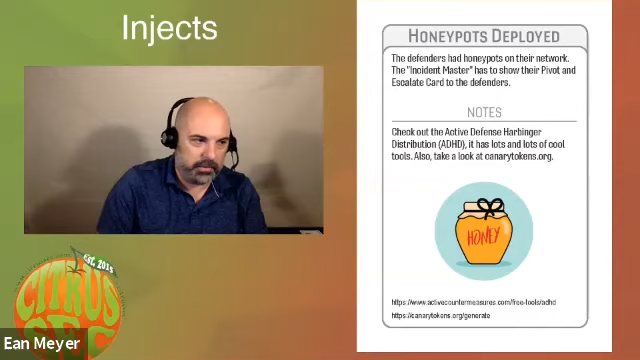 Injects
HONEYPOTS DEPLOYED
The defenders had honeypots on their network.
The "Incident Master" has to show their Pivot and
Escalate Card to the defenders.
NOTES
Check out the Active Defense Harbinger
Distribution (ADHD), it has lots and lots of cool
tools. Also, take a look at canarytokens.org.
HONEY
https://www.activecountermeasures.com/free-tools/adhd
https://canarytokens.org/generate
EST. 2015
CITRUS
SEC
Ean Meyer